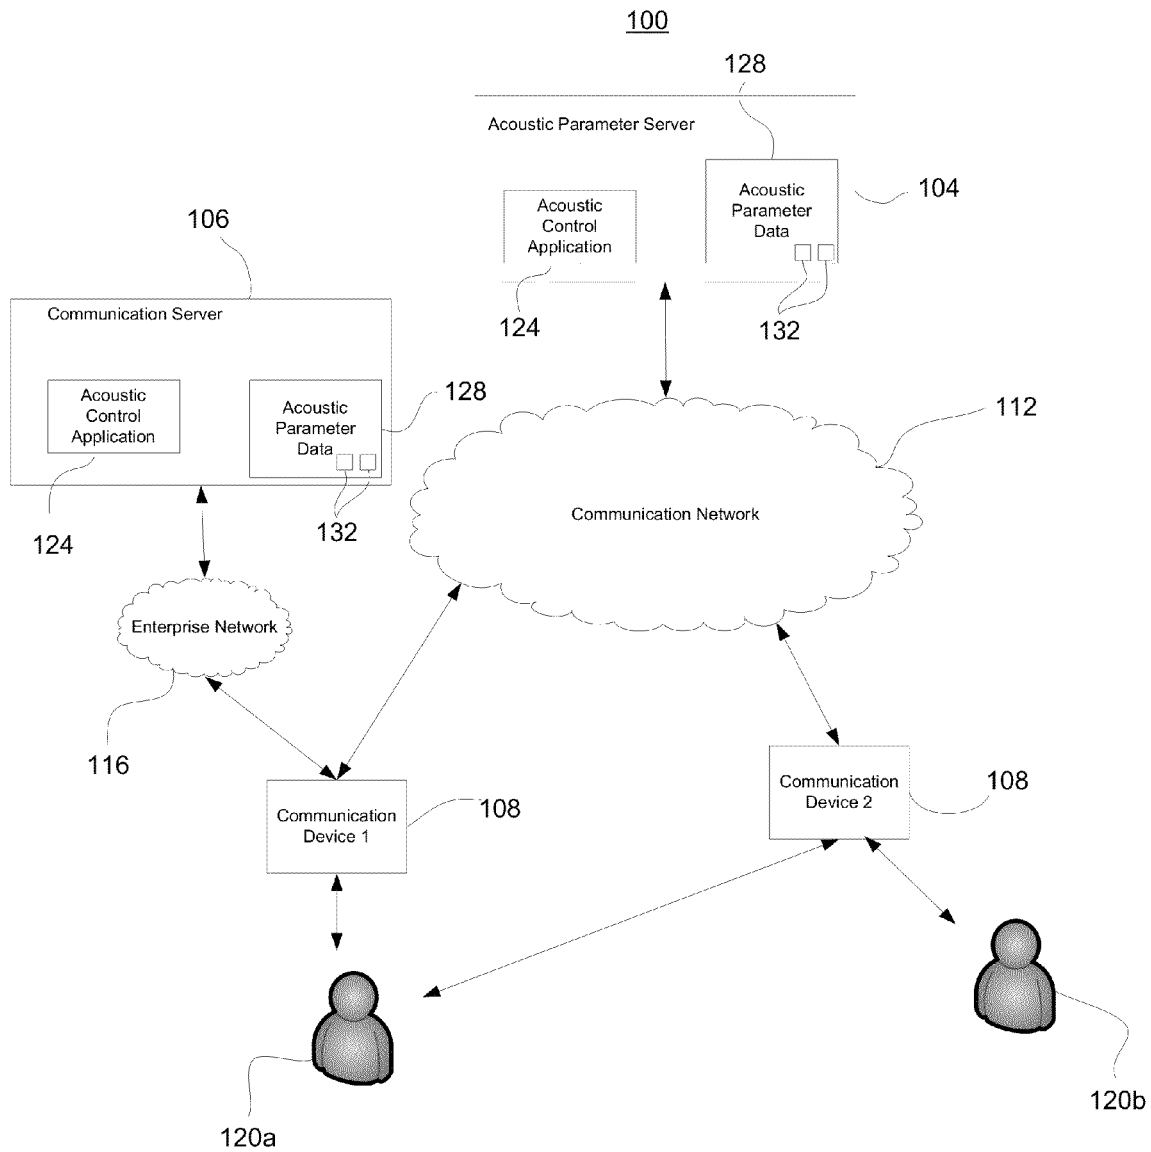 100
128
Acoustic Parameter Server
Acoustic
Parameter
Data
104
Acoustic
Control
Application
106
Communication Server
124
132
Acoustic
Control
Application
Acoustic
Parameter
Data
128
112
Communication Network
124
132
Enterprise Network
116
Communication
Device 1
108
Communication
Device 2
108
120a
120b